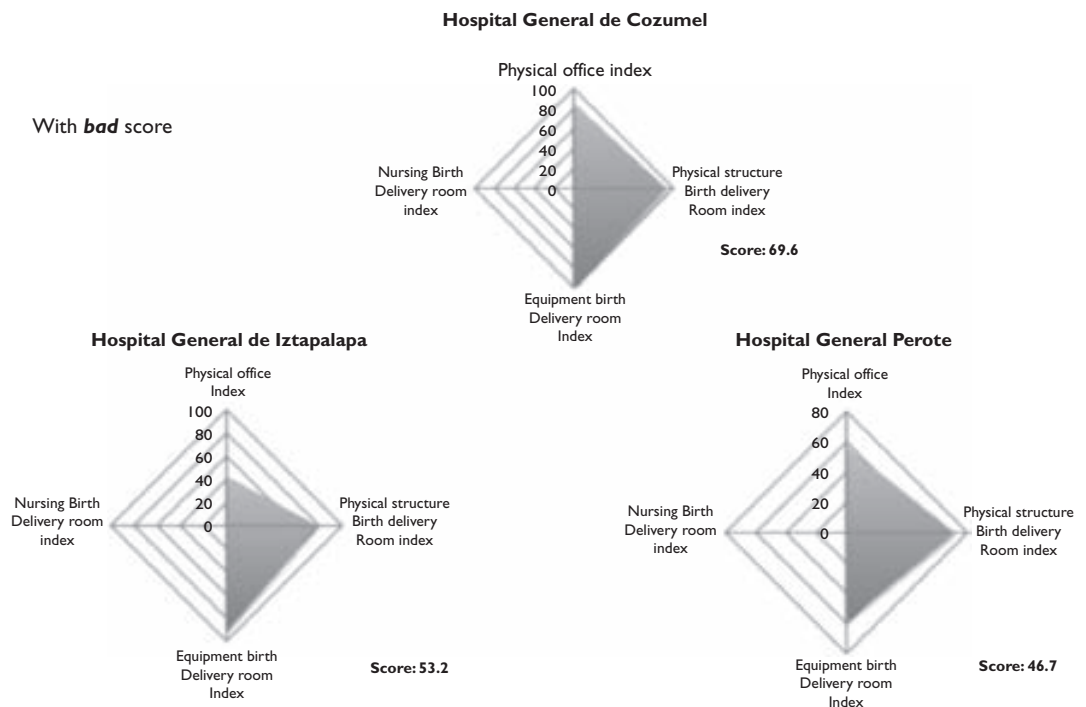 Hospital General de Cozumel
With bad score
Physical office index
100
80
60
40
20
0
Nursing Birth
Delivery room
index
Physical structure
Birth delivery
Room index
Equipment birth
Delivery room
Index
Score: 69.6
Hospital General de Iztapalapa
Physical office
Index
100
80
60
40
20
0
Nursing Birth
Delivery room
index
Physical structure
Birth delivery
Room index
Equipment birth
Delivery room
Index
Score: 53.2
Hospital General Perote
Physical office
Index
80
60
40
20
0
Nursing Birth
Delivery room
index
Physical structure
Birth delivery
Room index
Equipment birth
Delivery room
Index
Score: 46.7